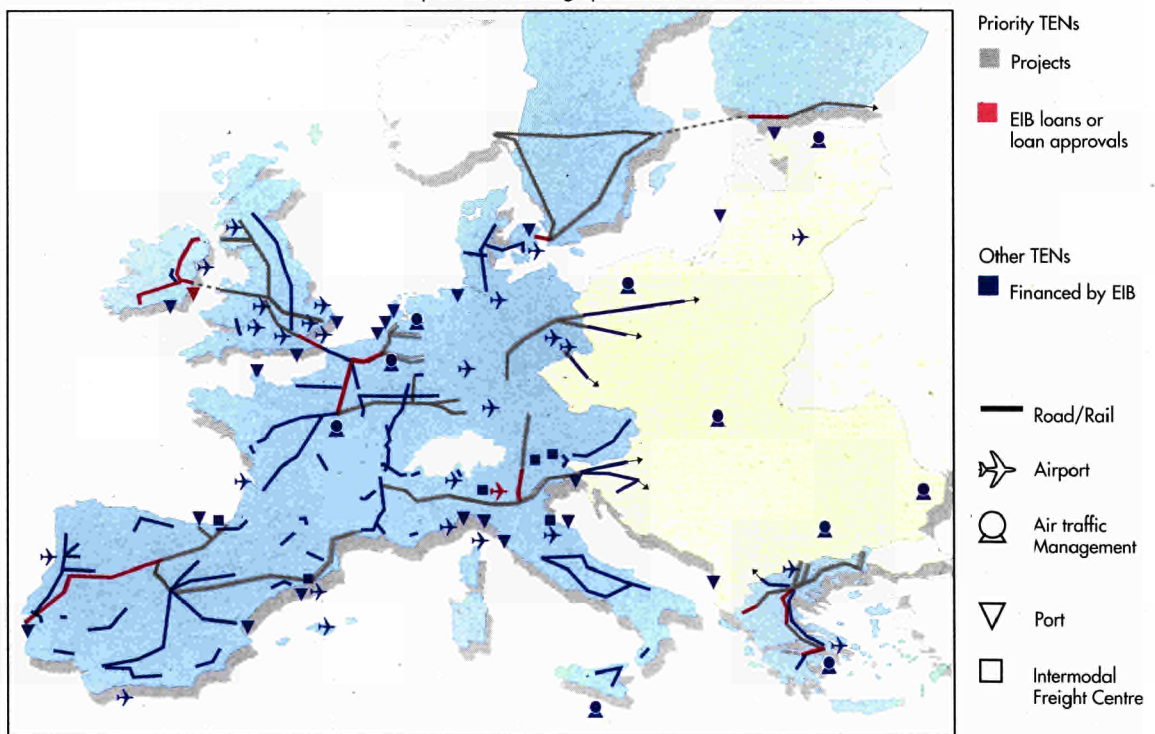 Priority TENs
Projects
EIB loans or
loan approvals
Other TENs
Financed by EIB
Road/Rail
Airport
Air traffic
Management
Port
Intermodal
Freight Centre